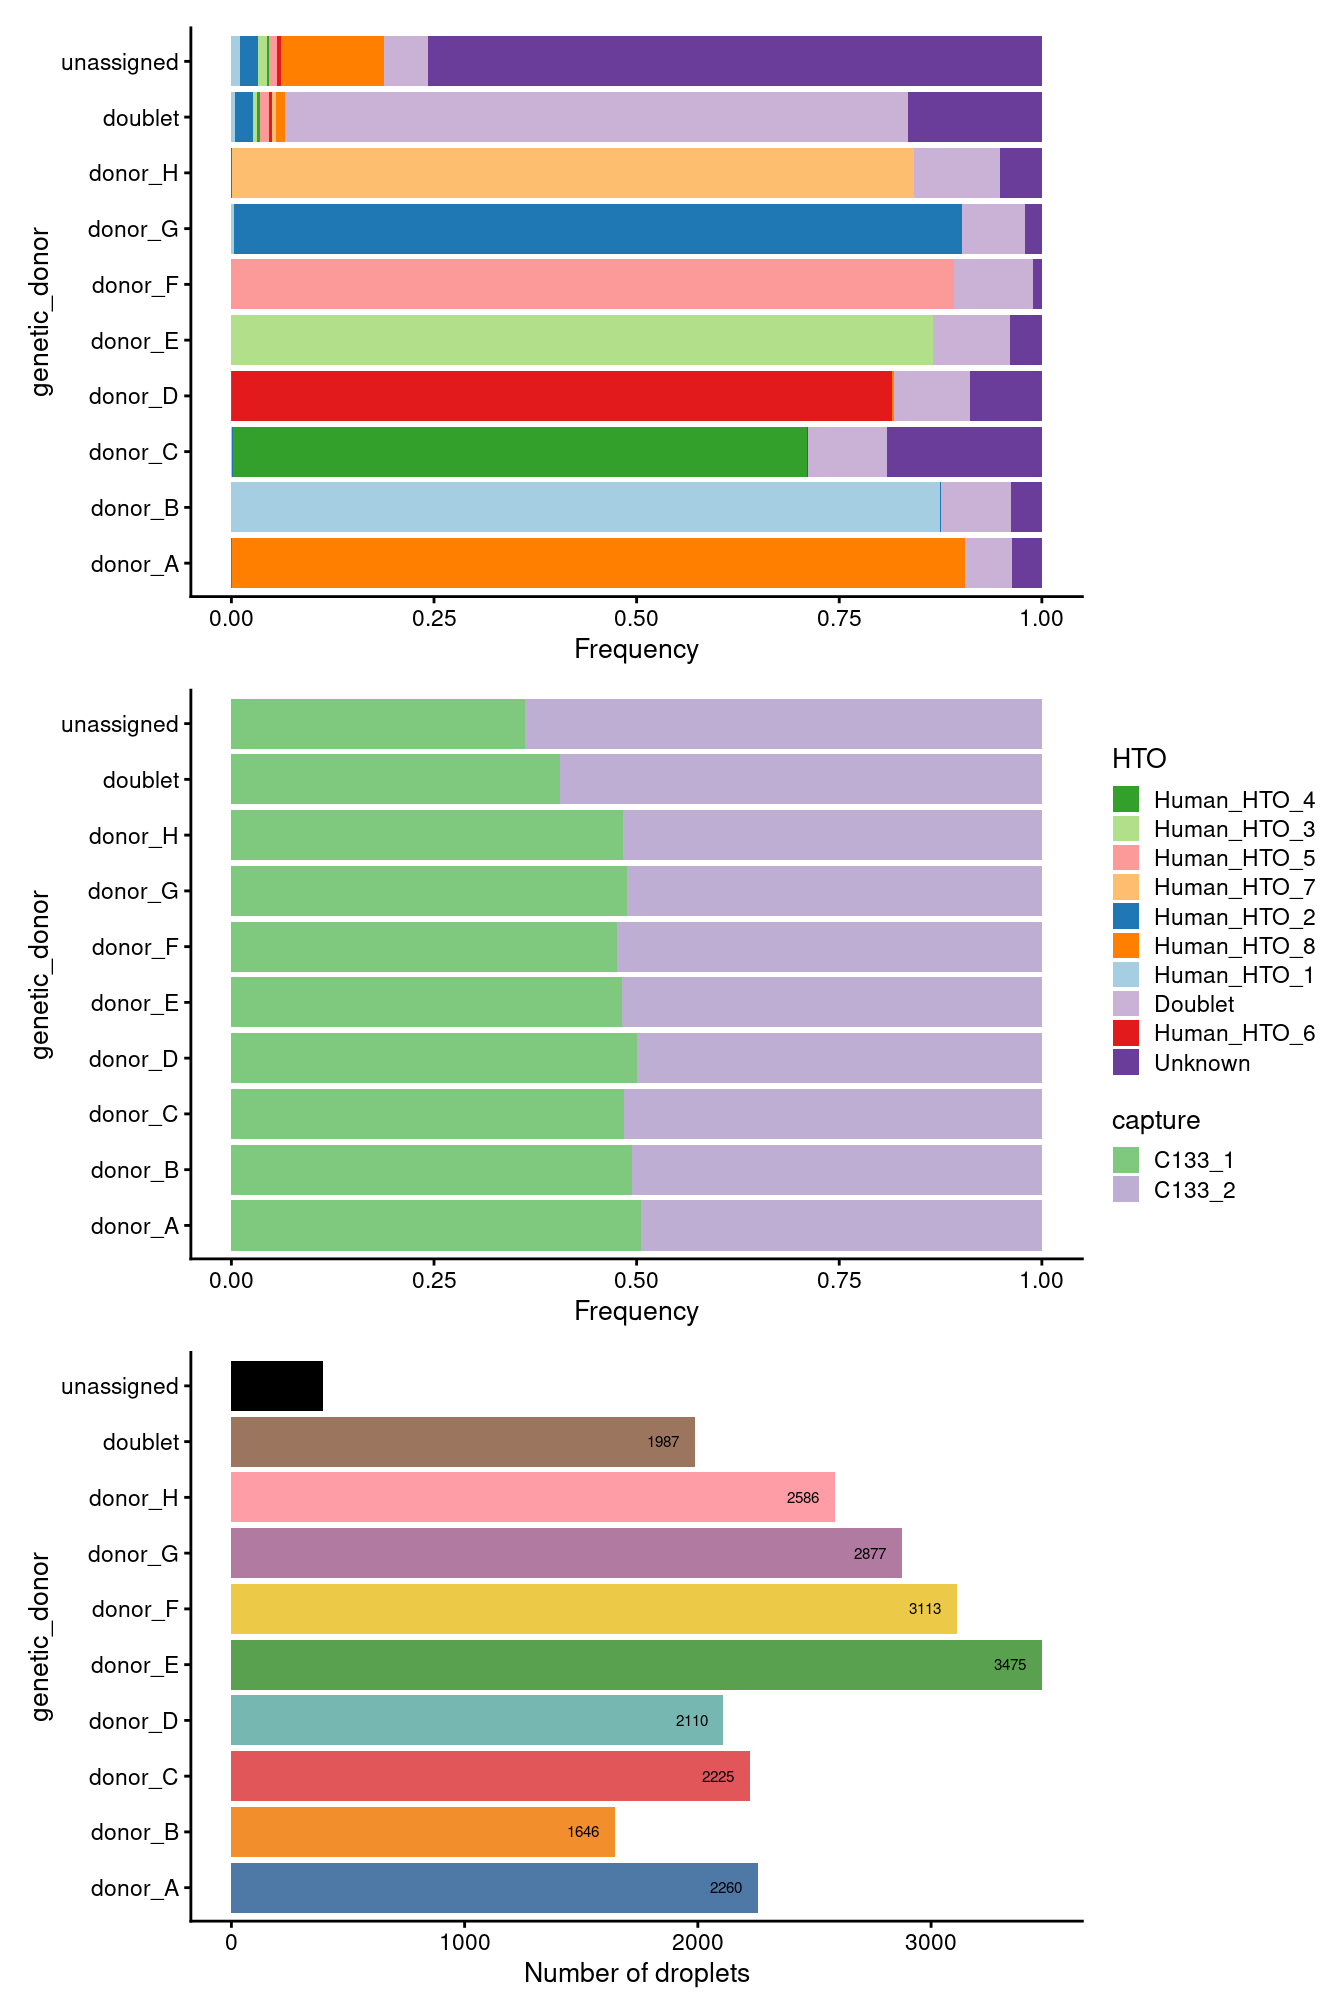 unassigned
doublet
donor_H
donor_G
donor_F
donor_E
donor_D
donor_C
donor_B
donor_A
genetic_donor
0.00 0.25 0.50 0.75 1.00
Frequency
unassigned
doublet
donor_H
donor_G
donor_F
donor_E
donor_D
donor_C
donor_B
donor_A
genetic_donor
0.00 0.25 0.50 0.75 1.00
Frequency
HTO
Human_HTO_4
Human_HTO_3
Human_HTO_5
Human_HTO_7
Human_HTO_2
Human_HTO_8
Human_HTO_1
Doublet
Human_HTO_6
Unknown
capture
C133_1
C133_2
unassigned
doublet 1987
donor_H 2586
donor_G 2877
donor_F 3113
donor_E 3475
donor_D 2110
donor_C 2225
donor_B 1646
donor_A 2260
genetic_donor
0 1000 2000 3000
Number of droplets